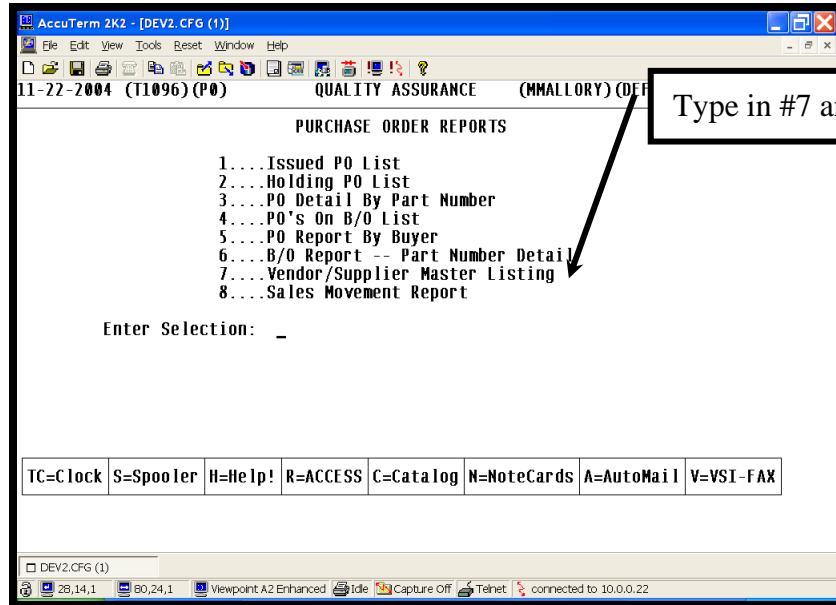 AccuTerm 2K2 - [DEV2.CFG (1)]
File Edit View Tools Reset Window Help
11-22-2004 (T1096)(P0) QUALITY ASSURANCE (MMALLORY)(DEF
Type in #7
PURCHASE ORDER REPORTS
1....Issued PO List
2....Holding PO List
3....PO Detail By Part Number
4....PO's On B/O List
5....PO Report By Buyer
6....B/O Report -- Part Number Detail
7....Vendor/Supplier Master Listing
8....Sales Movement Report
Enter Selection: _
TC=Clock S=Spooler H=Help! R=ACCESS C=Catalog N=NoteCards A=AutoMail V=VSI-FAX
DEV2.CFG (1)
28,14,1 80,24,1 Viewpoint A2 Enhanced Idle Capture Off Telnet connected to 10.0.0.22